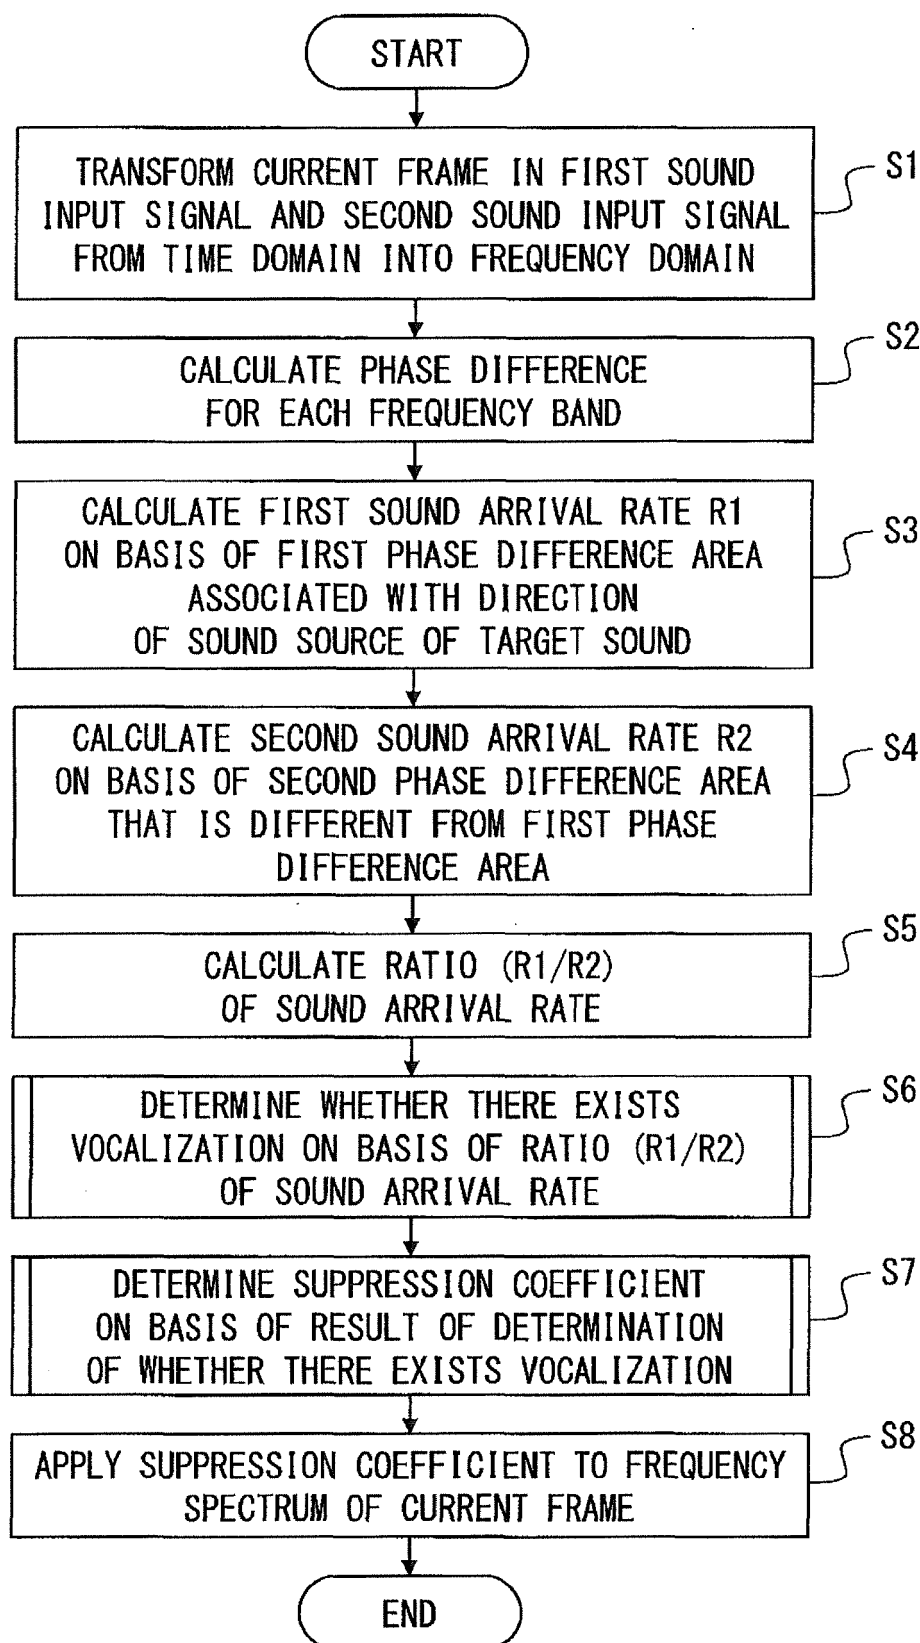 START
TRANSFORM CURRENT FRAME IN FIRST SOUND
INPUT SIGNAL AND SECOND SOUND INPUT SIGNAL
FROM TIME DOMAIN INTO FREQUENCY DOMAIN
S1
CALCULATE PHASE DIFFERENCE
FOR EACH FREQUENCY BAND
S2
CALCULATE FIRST SOUND ARRIVAL RATE R1
ON BASIS OF FIRST PHASE DIFFERENCE AREA
ASSOCIATED WITH DIRECTION
OF SOUND SOURCE OF TARGET SOUND
S3
CALCULATE SECOND SOUND ARRIVAL RATE R2
ON BASIS OF SECOND PHASE DIFFERENCE AREA
THAT IS DIFFERENT FROM FIRST PHASE
DIFFERENCE AREA
S4
CALCULATE RATIO (R1/R2)
OF SOUND ARRIVAL RATE
S5
DETERMINE WHETHER THERE EXISTS
VOCALIZATION ON BASIS OF RATIO (R1/R2)
OF SOUND ARRIVAL RATE
S6
DETERMINE SUPPRESSION COEFFICIENT
ON BASIS OF RESULT OF DETERMINATION
OF WHETHER THERE EXISTS VOCALIZATION
S7
APPLY SUPPRESSION COEFFICIENT TO FREQUENCY
SPECTRUM OF CURRENT FRAME
S8
END